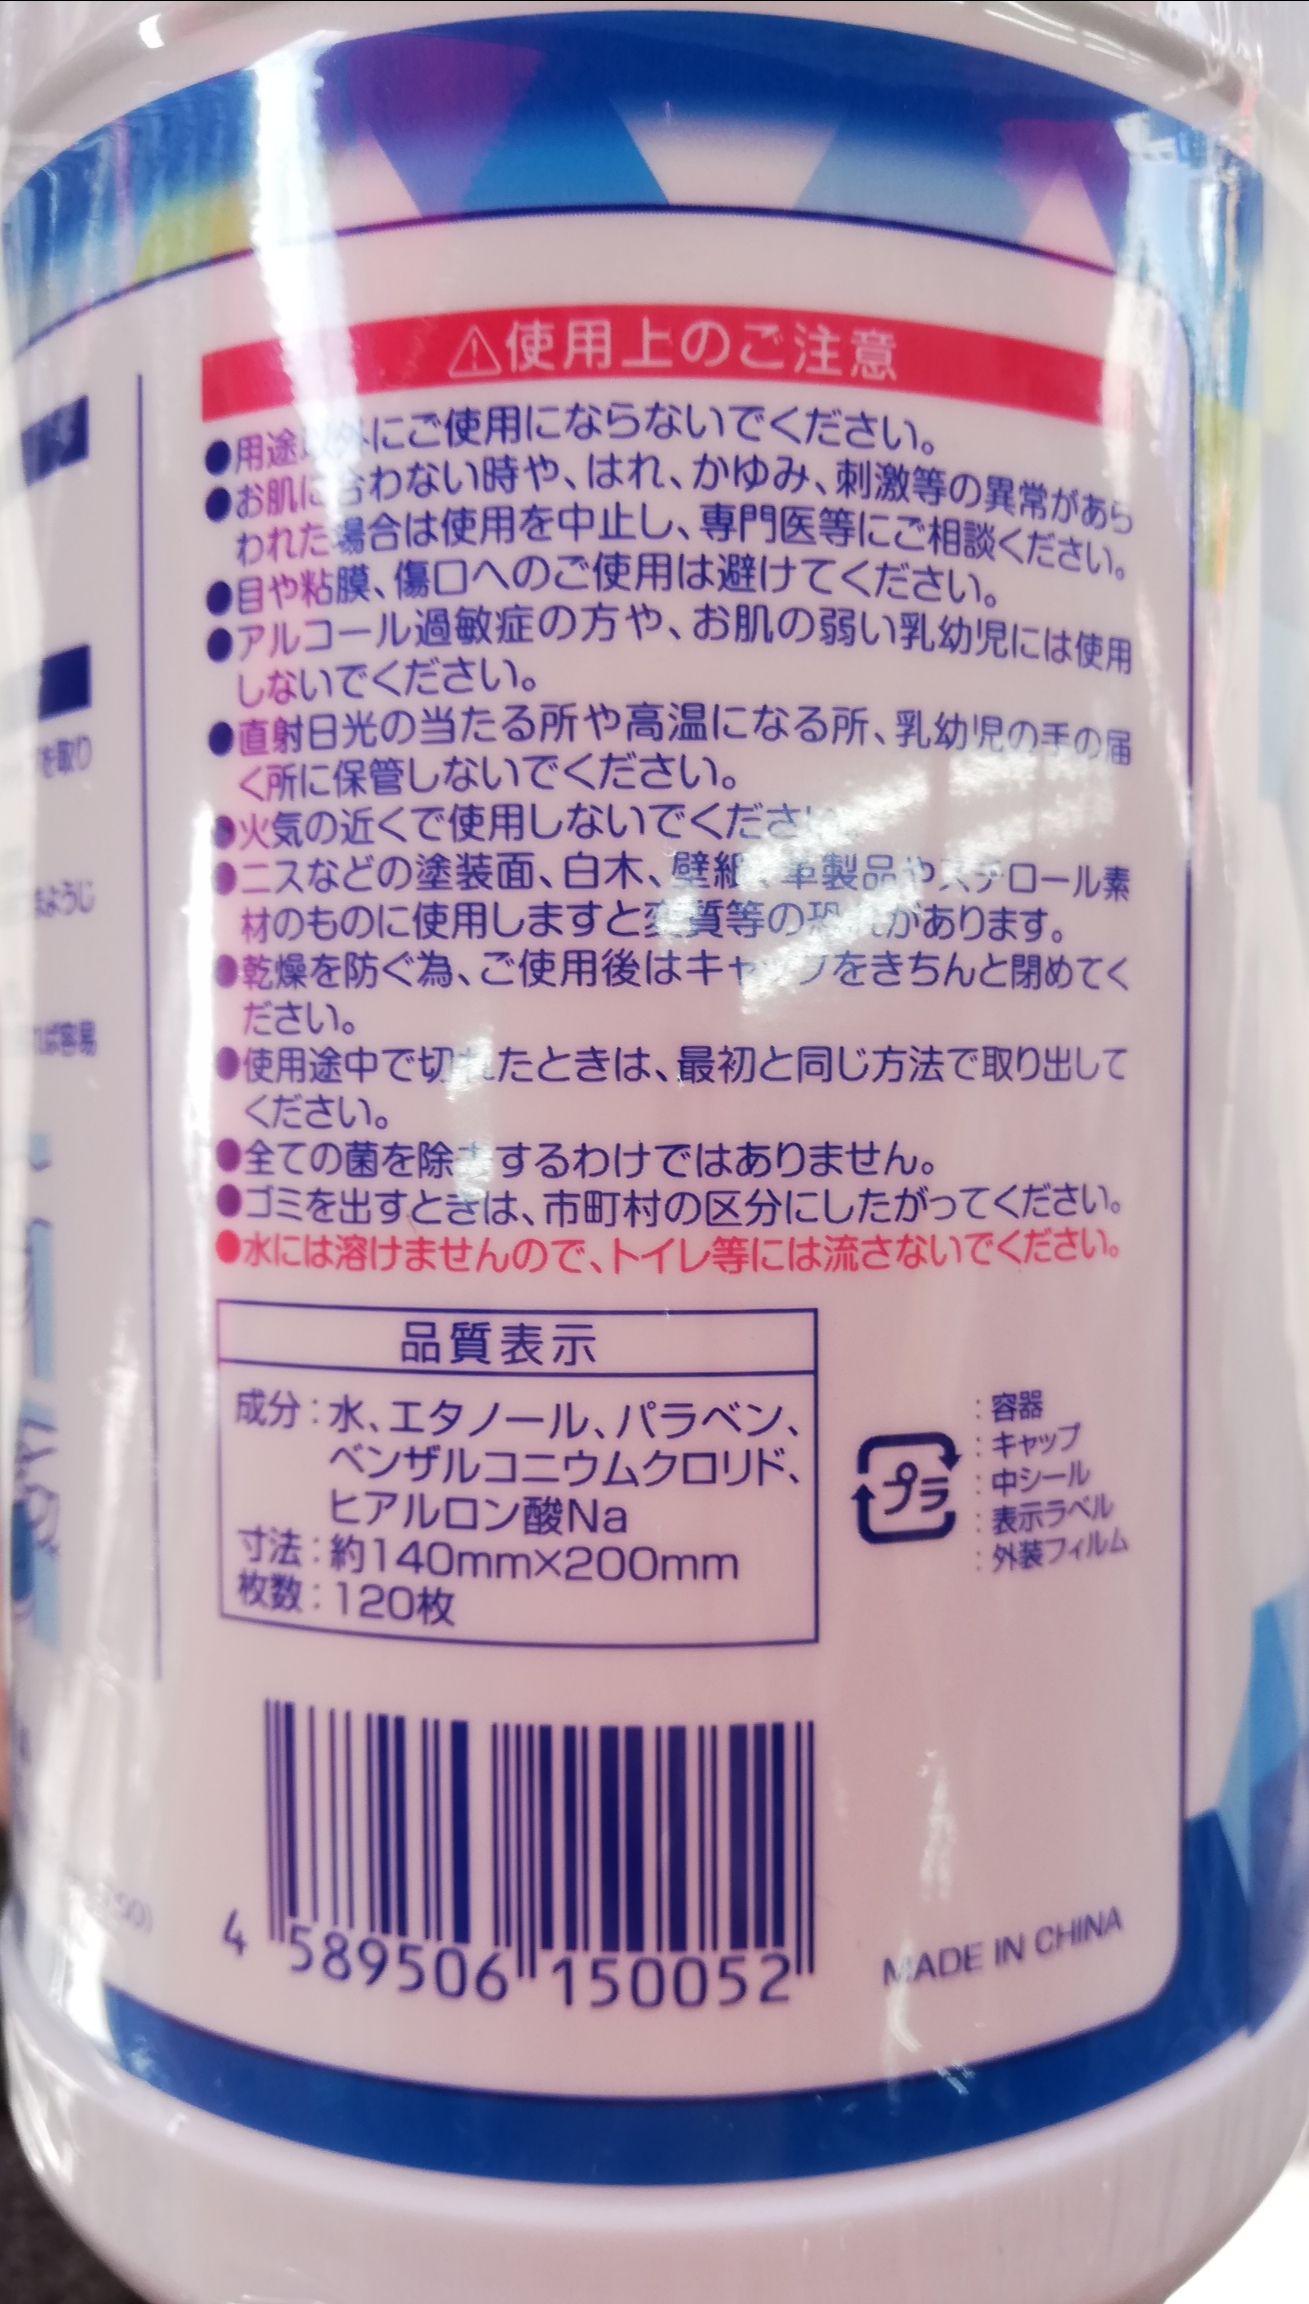 ⚠使用上のご注意
●用途 外にご使用にならないでください。
●お肌に合わない時や、はれ、かゆみ、刺激等の異常があら
われた場合は使用を中止し、専門医等にご相談ください。
●目や粘膜、傷口へのご使用は避けてください。
●アルコール過敏症の方や、お肌の弱い乳幼児には使用
しないでください。
●直射日光の当たる所や高温になる所、乳幼児の手の届
く所に保管しないでください。
●火気の近くで使用しないでくださ
●ニスなどの塗装面、白木、壁紙、革製品やスチロール素
材のものに使用しますと変質等の恐れがあります。
●乾燥を防ぐ為、ご使用後はキャップをきちんと閉めてく
ださい。
●使用途中で切れたときは、最初と同じ方法で取り出して
ください。
●全ての菌を除去するわけではありません。
●ゴミを出すときは、市町村の区分にしたがってください。
●水には溶けませんので、トイレ等には流さないでください。
を取り
ようじ
れば容易
品質表示
成分:水、エタノール、パラベン、
ベンザルコニウムクロリド、
ヒアルロン酸Na
寸法:約140mm×200mm
枚数:120枚
プラ
:容器
:キャップ
:中シール
:表示ラベル
:外装フィルム
4 589506 150052
MADE IN CHINA